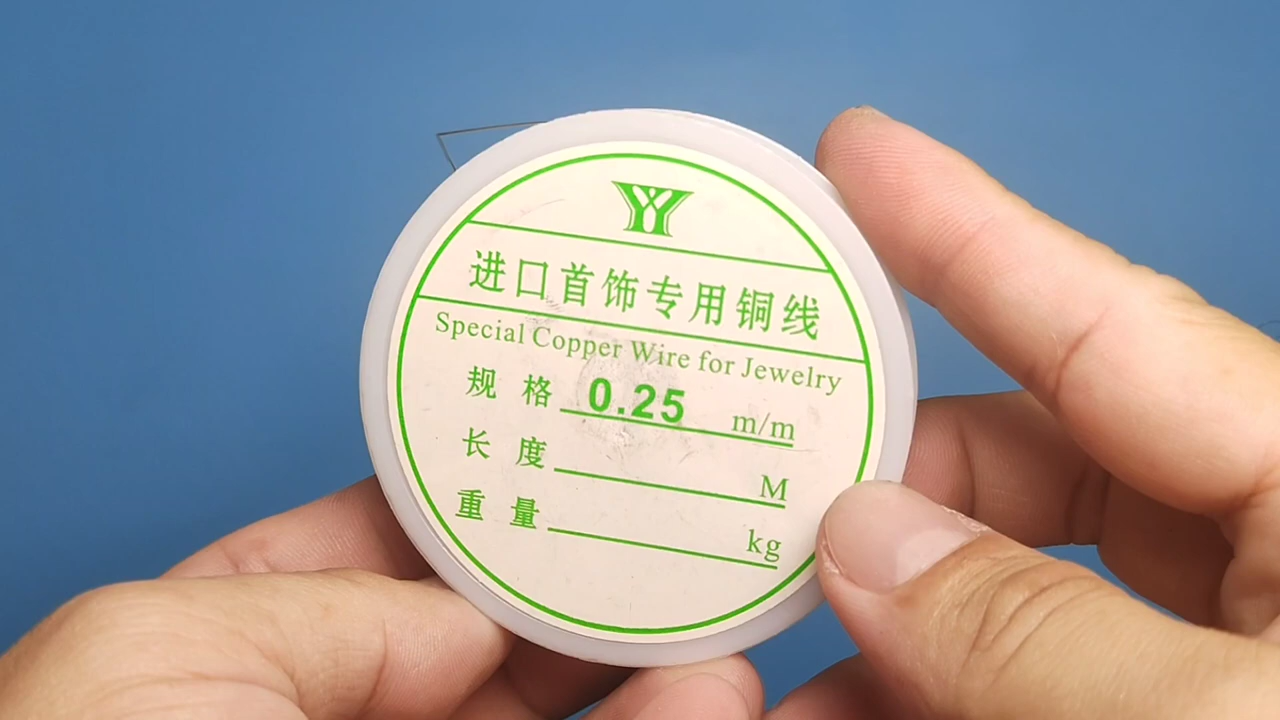 进口首饰专用铜线
Special Copper Wire for Jewelry
规 格 0.25 m/m
长 度 M
重 量 kg